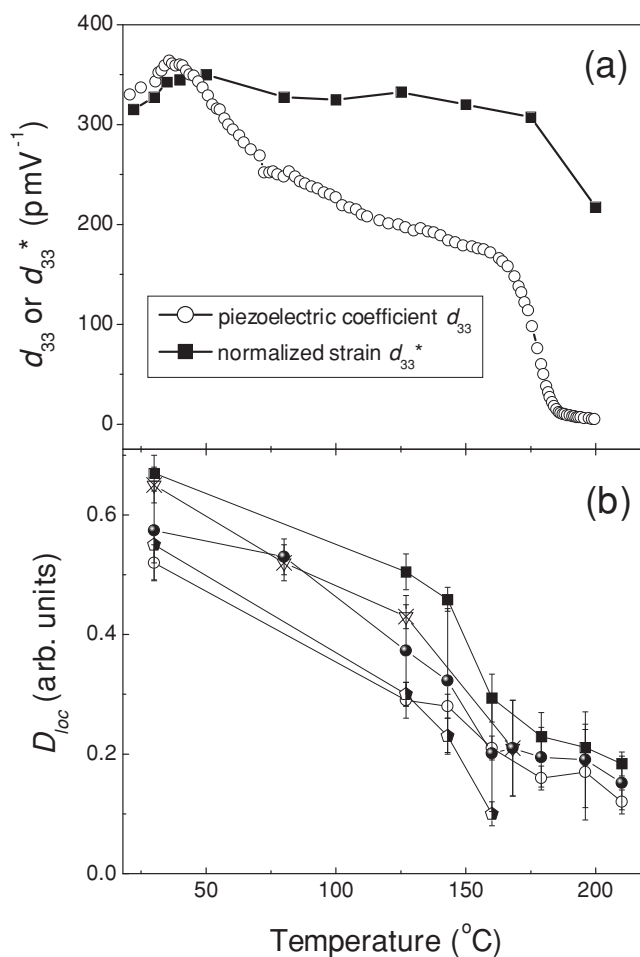 (a)
400
300
200
100
0
d33 or d33* (pmV-1)
piezoelectric coefficient d33
normalized strain d33*
(b)
0.6
0.4
0.2
0.0
Dloc (arb. units)
50 100 150 200
Temperature (oC)